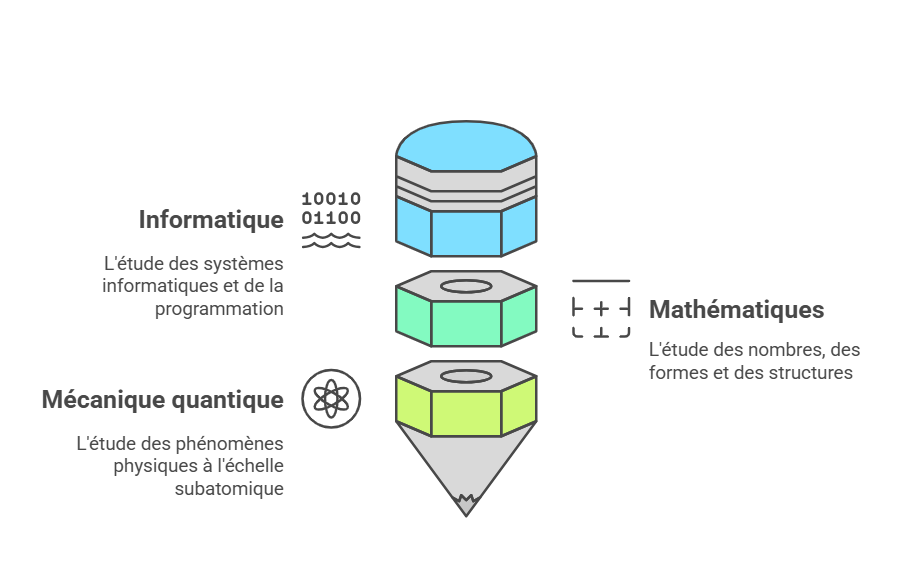 10010
01100
Informatique
L'étude des systèmes
informatiques et de la
programmation
Mathématiques
L'étude des nombres, des
formes et des structures
Mécanique quantique
L'étude des phénomènes
physiques à l'échelle
subatomique